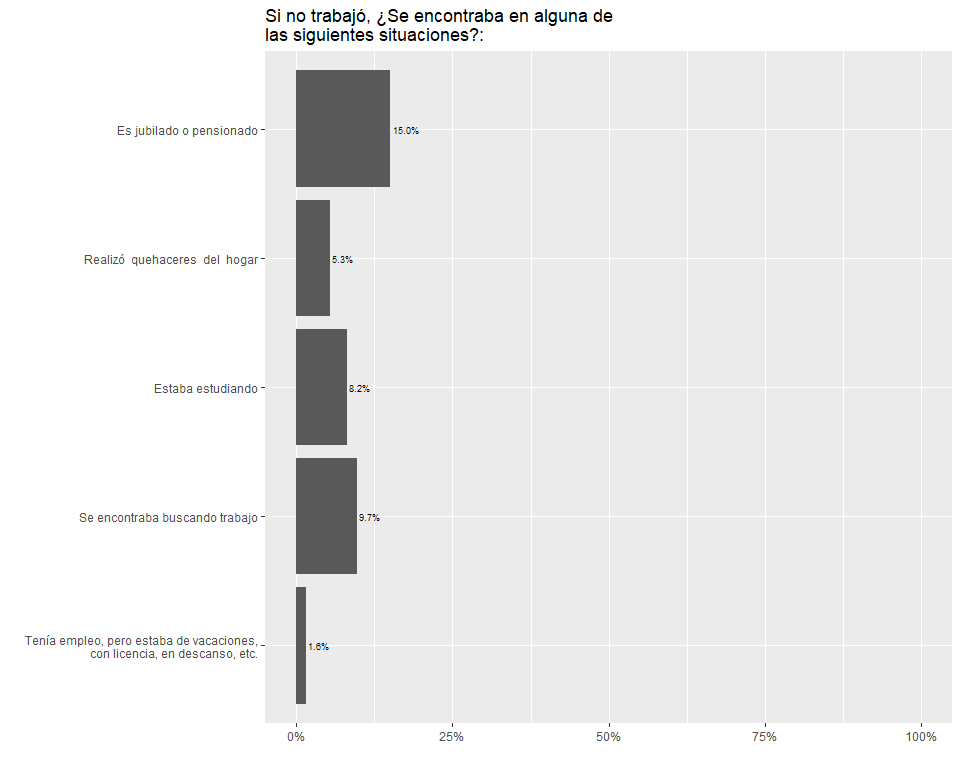 Si no trabajó, ¿Se encontraba en alguna de
las siguientes situaciones?:
Es jubilado o pensionado
15.0%
Realizó quehaceres del hogar
5.3%
Estaba estudiando
8.2%
Se encontraba buscando trabajo
9.7%
Tenía empleo, pero estaba de vacaciones,
con licencia, en descanso, etc.
1.6%
0%
25%
50%
75%
100%